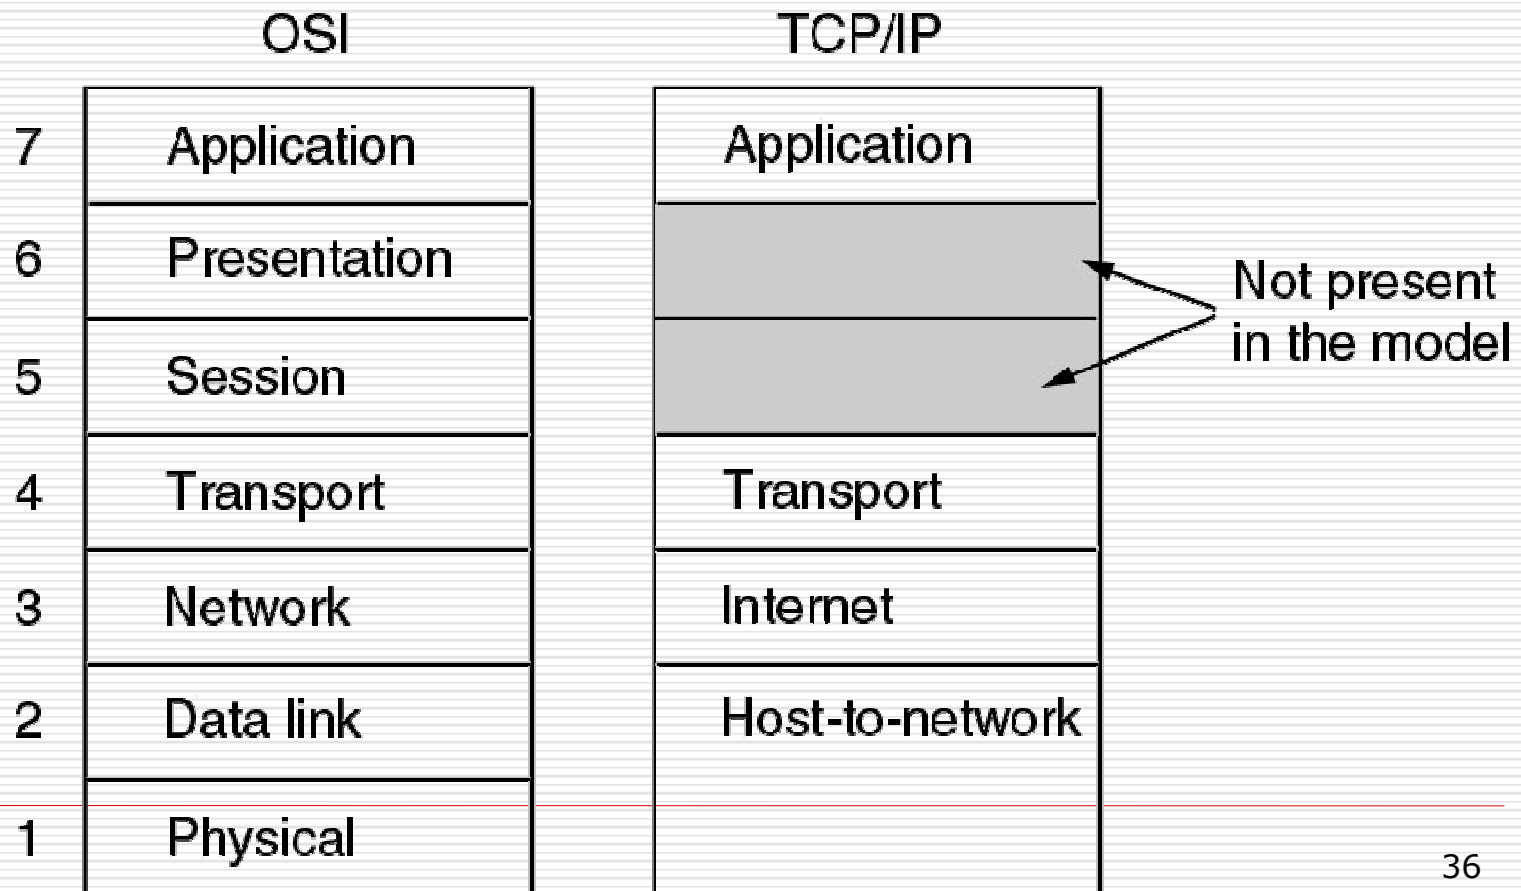 OSI TCP/IP
7 Application Application
6 Presentation
5 Session
Not present
in the model
4 Transport Transport
3 Network Internet
2 Data link Host-to-network
1 Physical
36